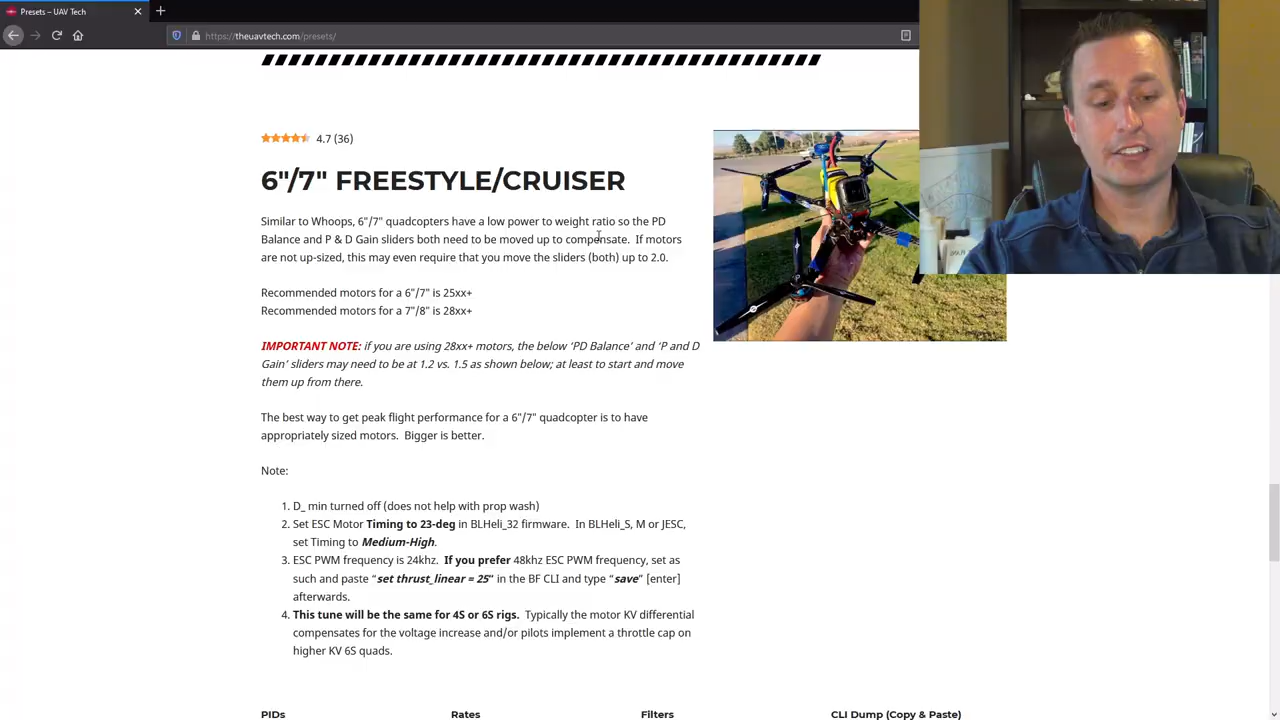 Presets – UAV Tech
https://theuavtech.com/presets/
4.7 (36)
6"/7" FREESTYLE/CRUISER
Similar to Whoops, 6"/7" quadcopters have a low power to weight ratio so the PD
Balance and P & D Gain sliders both need to be moved up to compensate.  If motors
are not up-sized, this may even require that you move the sliders (both) up to 2.0.
Recommended motors for a 6"/7" is 25xx+
Recommended motors for a 7"/8" is 28xx+
IMPORTANT NOTE: if you are using 28xx+ motors, the below ‘PD Balance’ and ‘P and D
Gain’ sliders may need to be at 1.2 vs. 1.5 as shown below; at least to start and move
them up from there.
The best way to get peak flight performance for a 6"/7" quadcopter is to have
appropriately sized motors.  Bigger is better.
Note:
1. D_ min turned off (does not help with prop wash)
2. Set ESC Motor Timing to 23-deg in BLHeli_32 firmware.  In BLHeli_S, M or JESC,
set Timing to Medium-High.
3. ESC PWM frequency is 24khz.  If you prefer 48khz ESC PWM frequency, set as
such and paste “set thrust_linear = 25” in the BF CLI and type “save” [enter]
afterwards.
4. This tune will be the same for 4S or 6S rigs.  Typically the motor KV differential
compensates for the voltage increase and/or pilots implement a throttle cap on
higher KV 6S quads.
PIDs
Rates
Filters
CLI Dump (Copy & Paste)